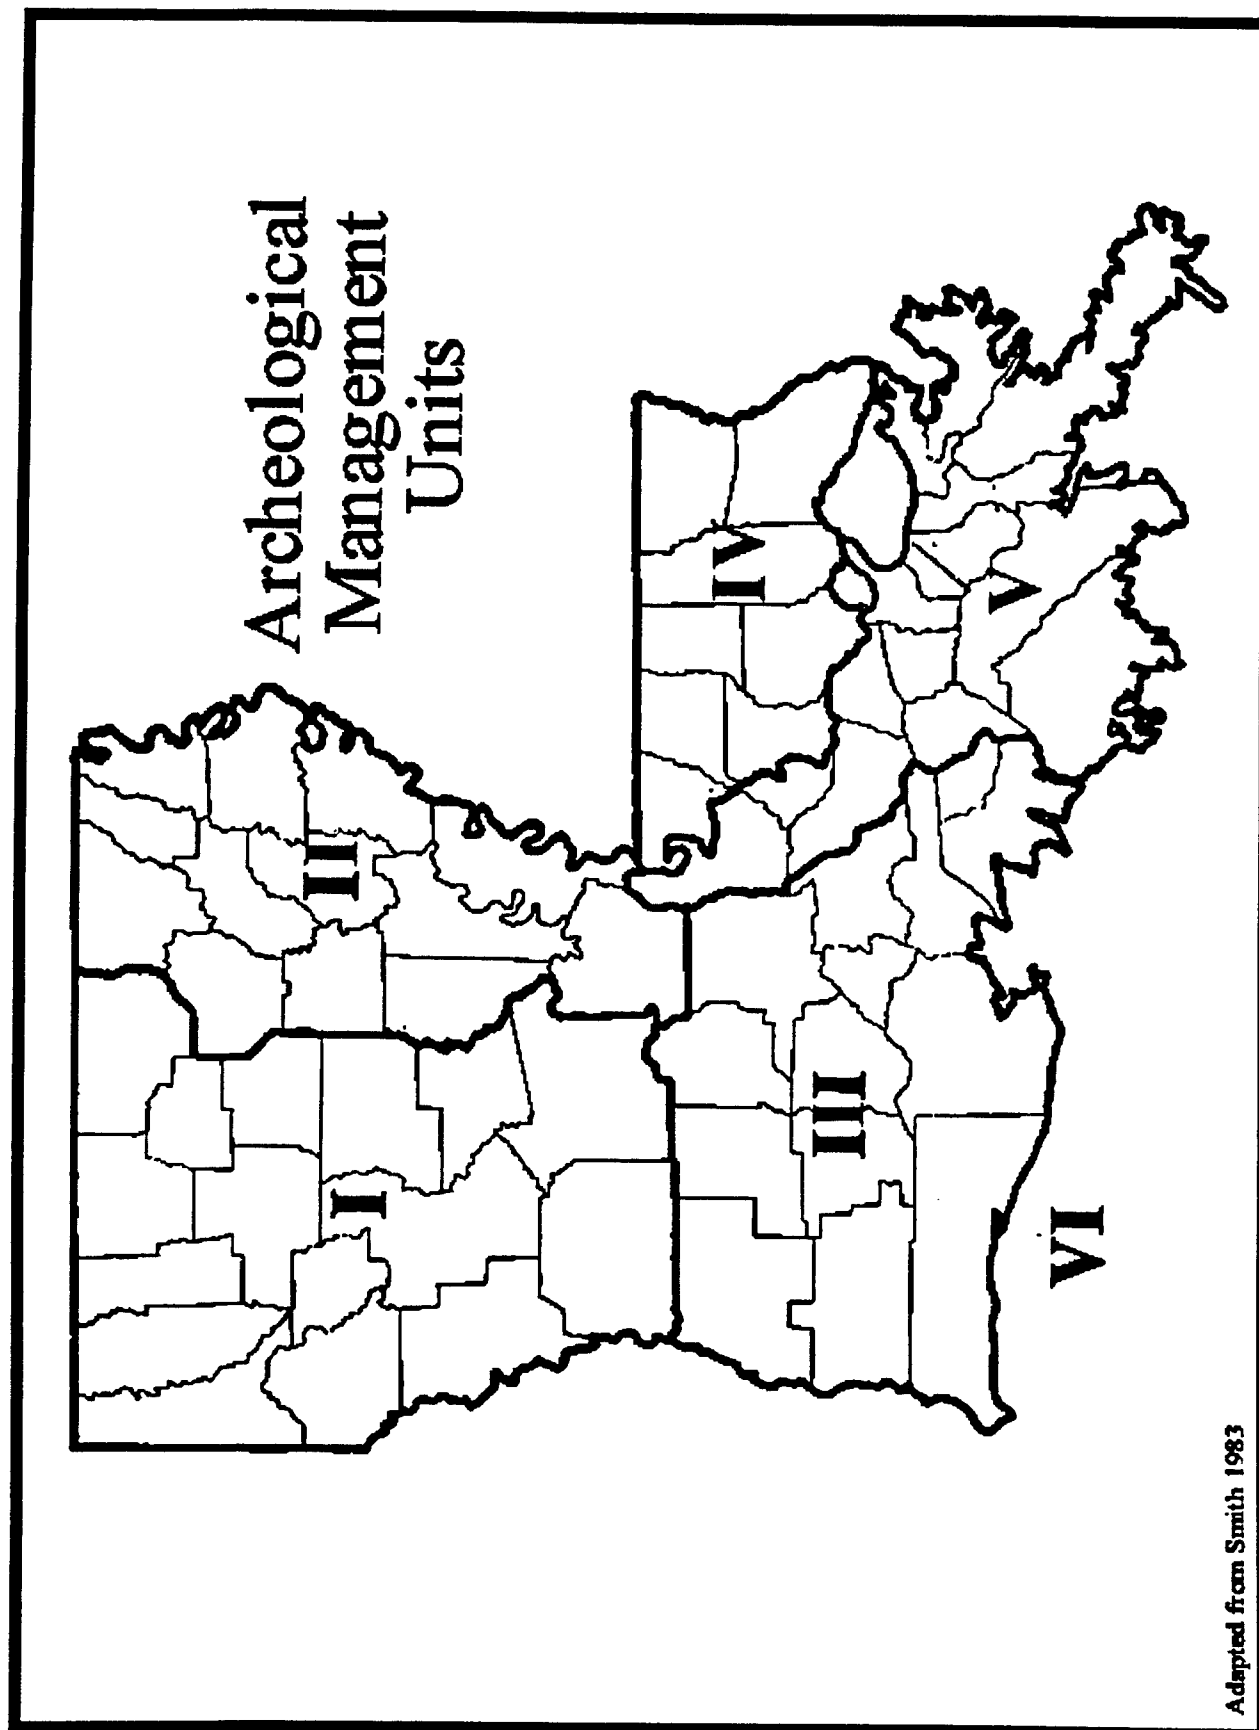 Archeological
Management
Units
I
II
III
IV
V
VI
Adapted from Smith 1983